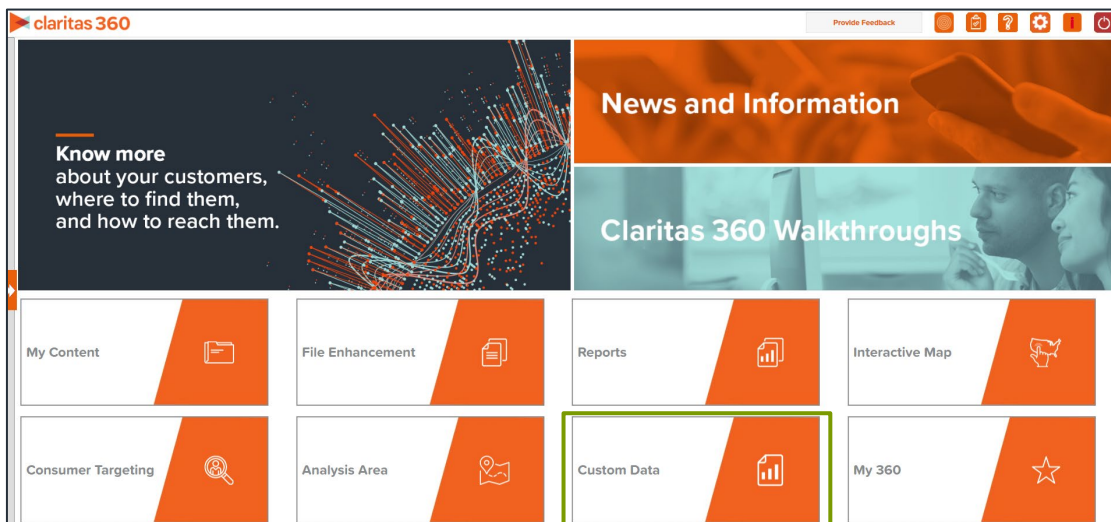 claritas 360
Provide Feedback
Know more
about your customers,
where to find them,
and how to reach them.
News and Information
Claritas 360 Walkthroughs
My Content
File Enhancement
Reports
Interactive Map
Consumer Targeting
Analysis Area
Custom Data
My 360